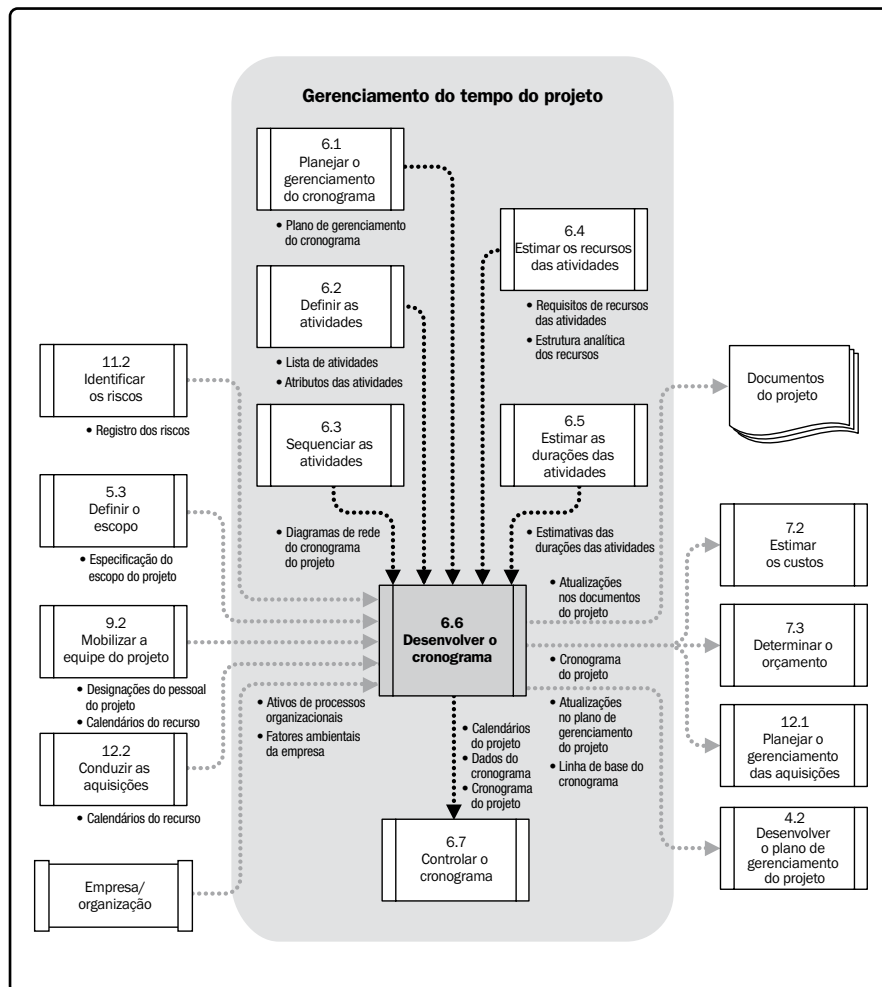 Gerenciamento do tempo do projeto
6.1
Planejar o
gerenciamento
do cronograma
• Plano de gerenciamento
do cronograma
6.2
Definir as
atividades
• Lista de atividades
• Atributos das atividades
6.3
Sequenciar as
atividades
• Diagramas de rede
do cronograma
do projeto
6.4
Estimar os recursos
das atividades
• Requisitos de recursos
das atividades
• Estrutura analítica
dos recursos
6.5
Estimar as
durações das
atividades
• Estimativas das
durações das atividades
11.2
Identificar
os riscos
• Registro dos riscos
5.3
Definir o
escopo
• Especificação do
escopo do projeto
9.2
Mobilizar a
equipe do projeto
• Designações do pessoal
do projeto
• Calendários do recurso
12.2
Conduzir as
aquisições
• Calendários do recurso
Empresa/
organização
• Ativos de processos
organizacionais
• Fatores ambientais
da empresa
6.6
Desenvolver o
cronograma
• Calendários
do projeto
• Dados do
cronograma
• Cronograma
do projeto
6.7
Controlar o
cronograma
• Atualizações
nos documentos
do projeto
• Cronograma
do projeto
• Atualizações
no plano de
gerenciamento
do projeto
• Linha de base do
cronograma
Documentos
do projeto
7.2
Estimar
os custos
7.3
Determinar o
orçamento
12.1
Planejar o
gerenciamento
das aquisições
4.2
Desenvolver
o plano de
gerenciamento
do projeto